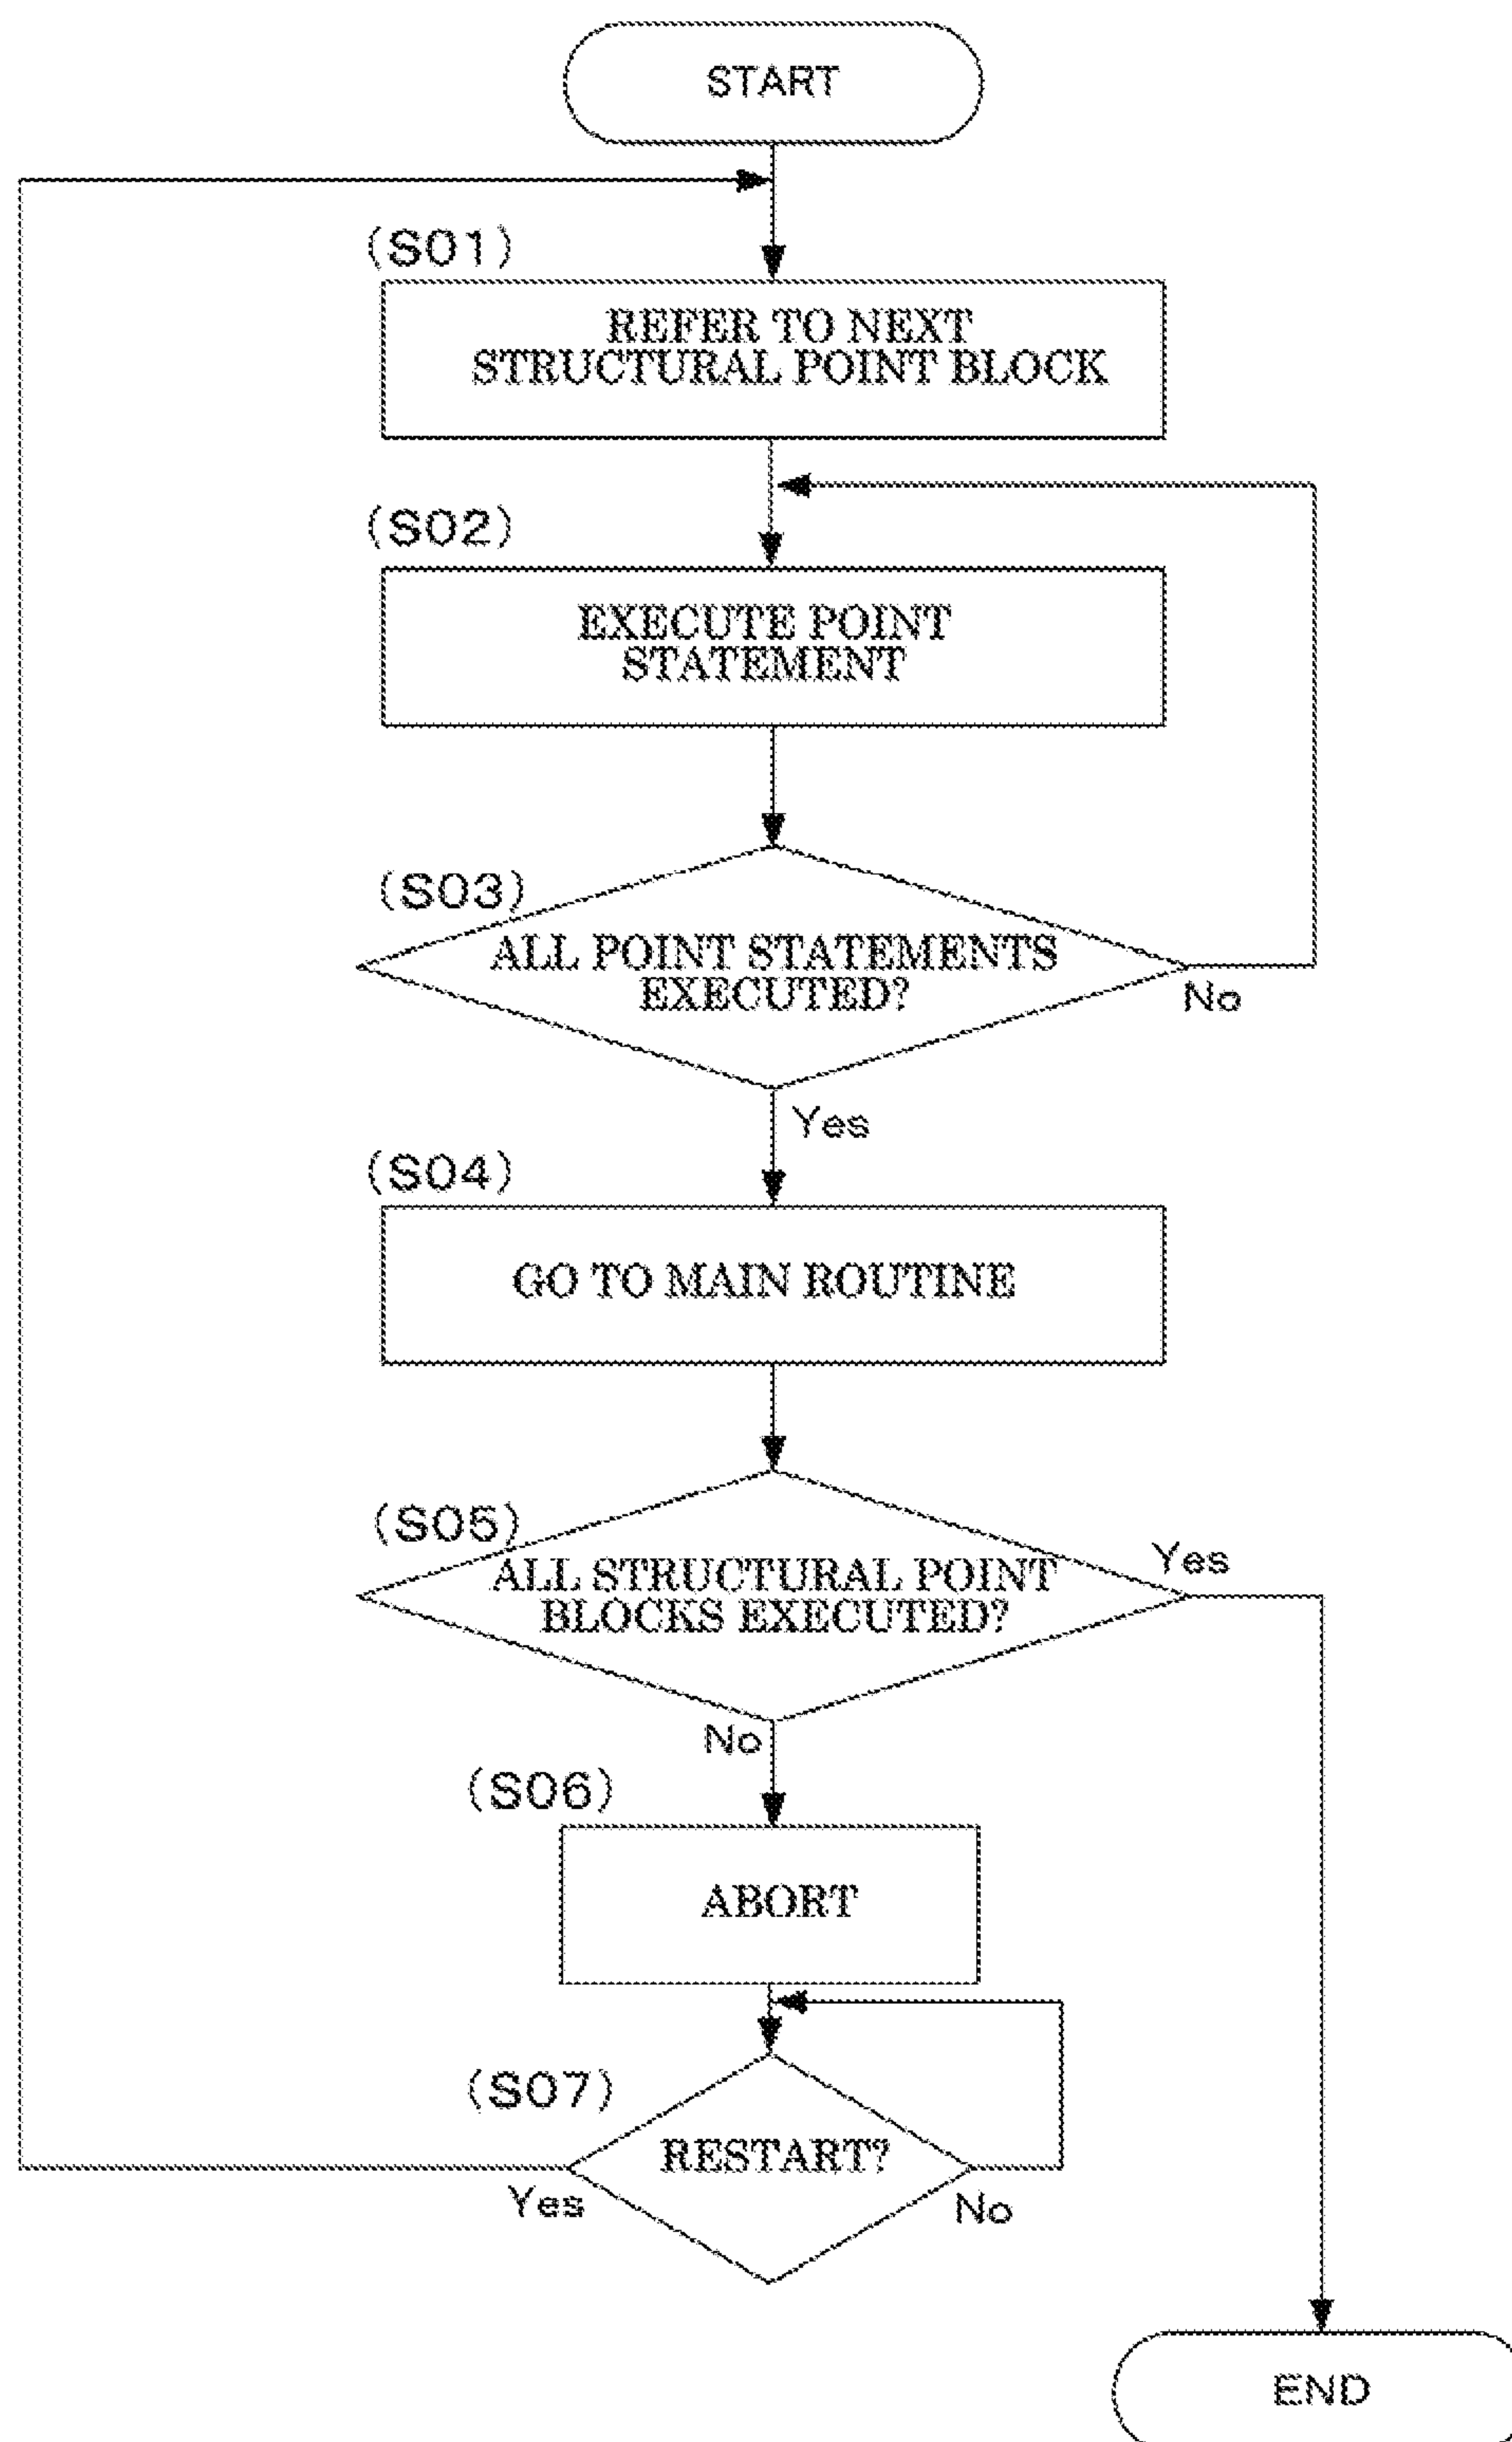 START
(S01)
REFER TO NEXT
STRUCTURAL POINT BLOCK
(S02)
EXECUTE POINT
STATEMENT
(S03)
ALL POINT STATEMENTS
EXECUTED?
No
Yes
(S04)
GO TO MAIN ROUTINE
(S05)
ALL STRUCTURAL POINT
BLOCKS EXECUTED?
Yes
No
(S06)
ABORT
(S07)
RESTART?
Yes
No
END